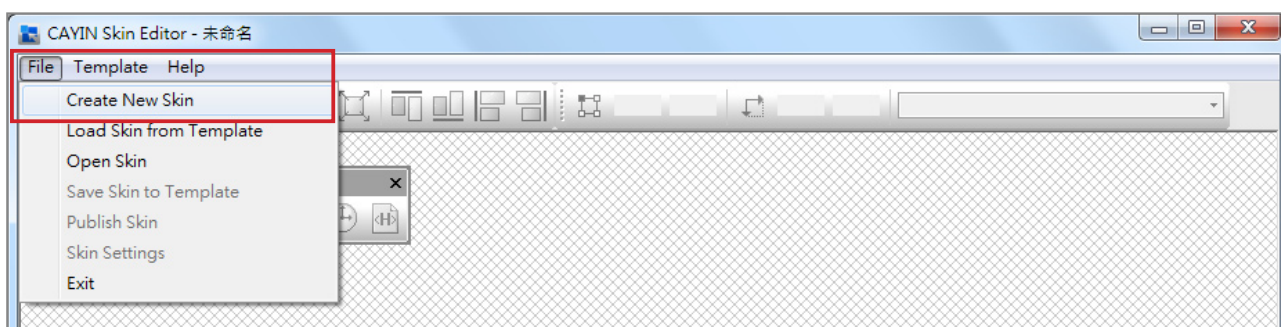 CAYIN Skin Editor - 未命名
File Template Help
Create New Skin
Load Skin from Template
Open Skin
Save Skin to Template
Publish Skin
Skin Settings
Exit